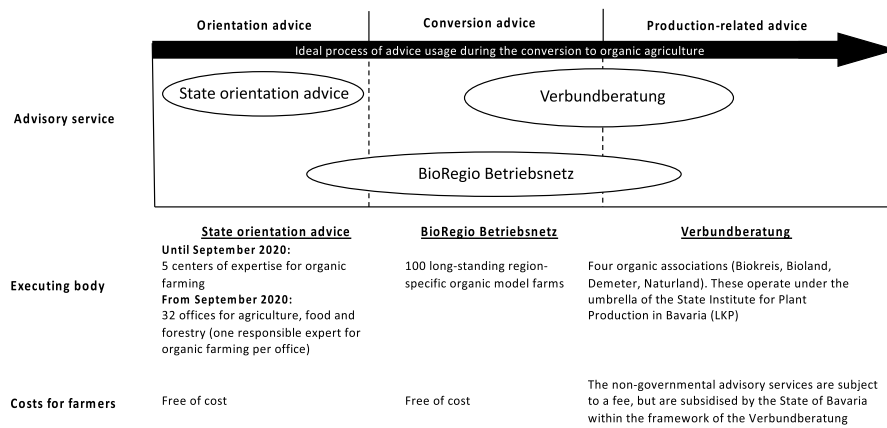 Orientation advice
Conversion advice
Production-related advice
Ideal process of advice usage during the conversion to organic agriculture
Advisory service
State orientation advice
Verbundberatung
BioRegio Betriebsnetz
State orientation advice
BioRegio Betriebsnetz
Verbundberatung
Executing body
Until September 2020:
5 centers of expertise for organic
farming
From September 2020:
32 offices for agriculture, food and
forestry (one responsible expert for
organic farming per office)
100 long-standing region-
specific organic model farms
Four organic associations (Biokreis, Bioland,
Demeter, Naturland). These operate under the
umbrella of the State Institute for Plant
Production in Bavaria (LKP)
Costs for farmers
Free of cost
Free of cost
The non-governmental advisory services are subject
to a fee, but are subsidised by the State of Bavaria
within the framework of the Verbundberatung